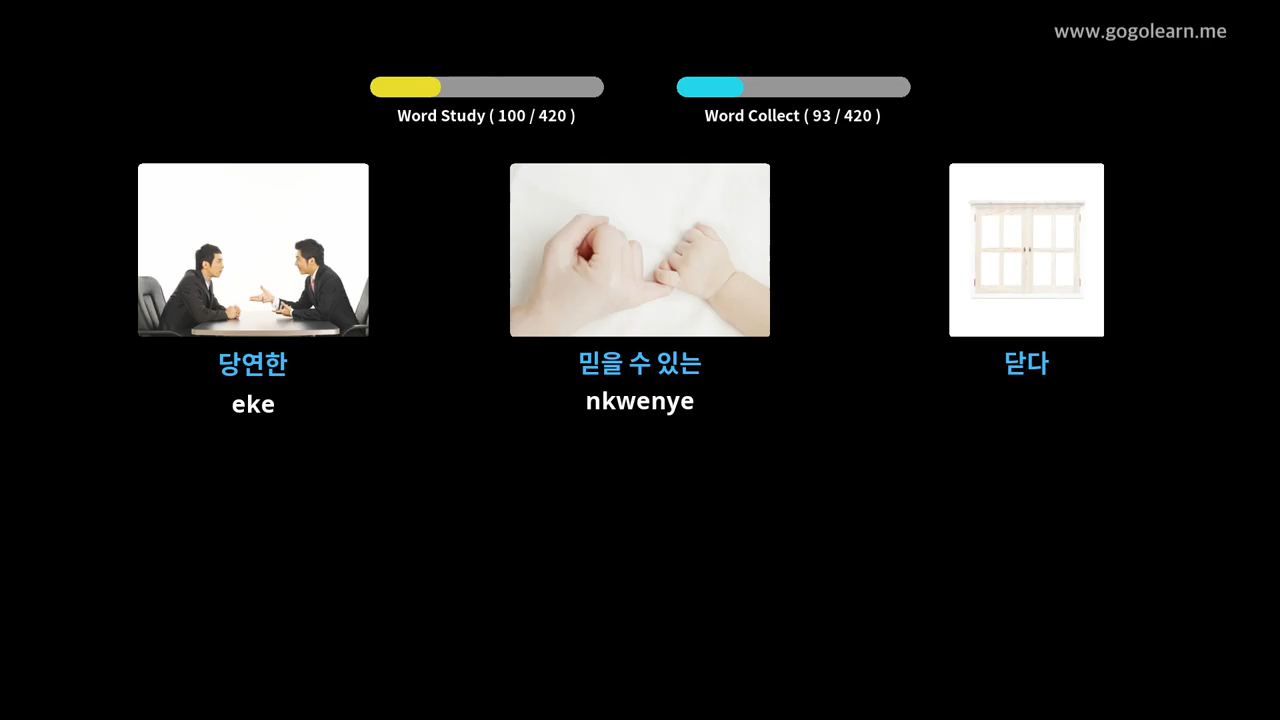 www.gogolearn.me
Word Study ( 100 / 420 )
Word Collect ( 93 / 420 )
당연한
eke
믿을 수 있는
nkwenye
닫다